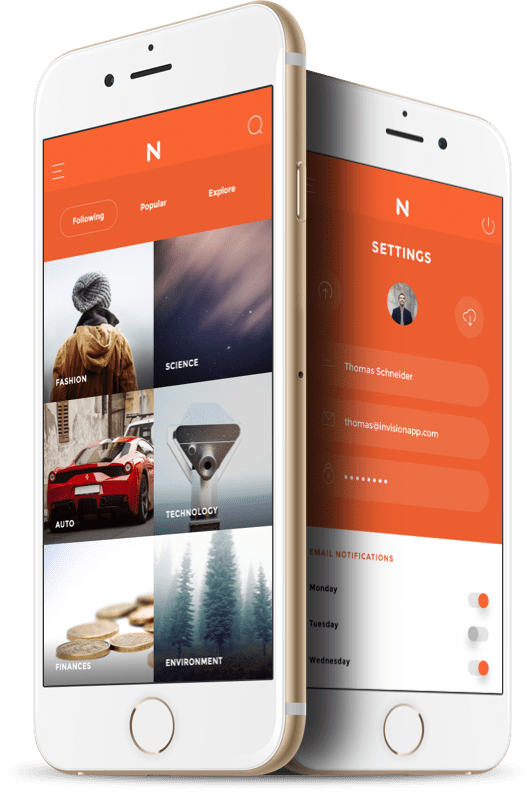 N
Following
Popular
Explore
FASHION
SCIENCE
AUTO
TECHNOLOGY
FINANCES
ENVIRONMENT
N
SETTINGS
Thomas Schneider
thomas@invisionapp.com
EMAIL NOTIFICATIONS
Monday
Tuesday
Wednesday